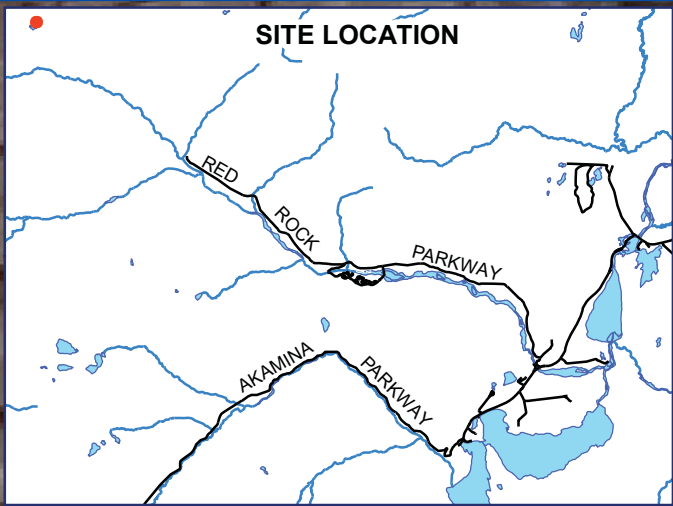 SITE LOCATION
RED
ROCK
PARKWAY
AKAMINA
PARKWAY